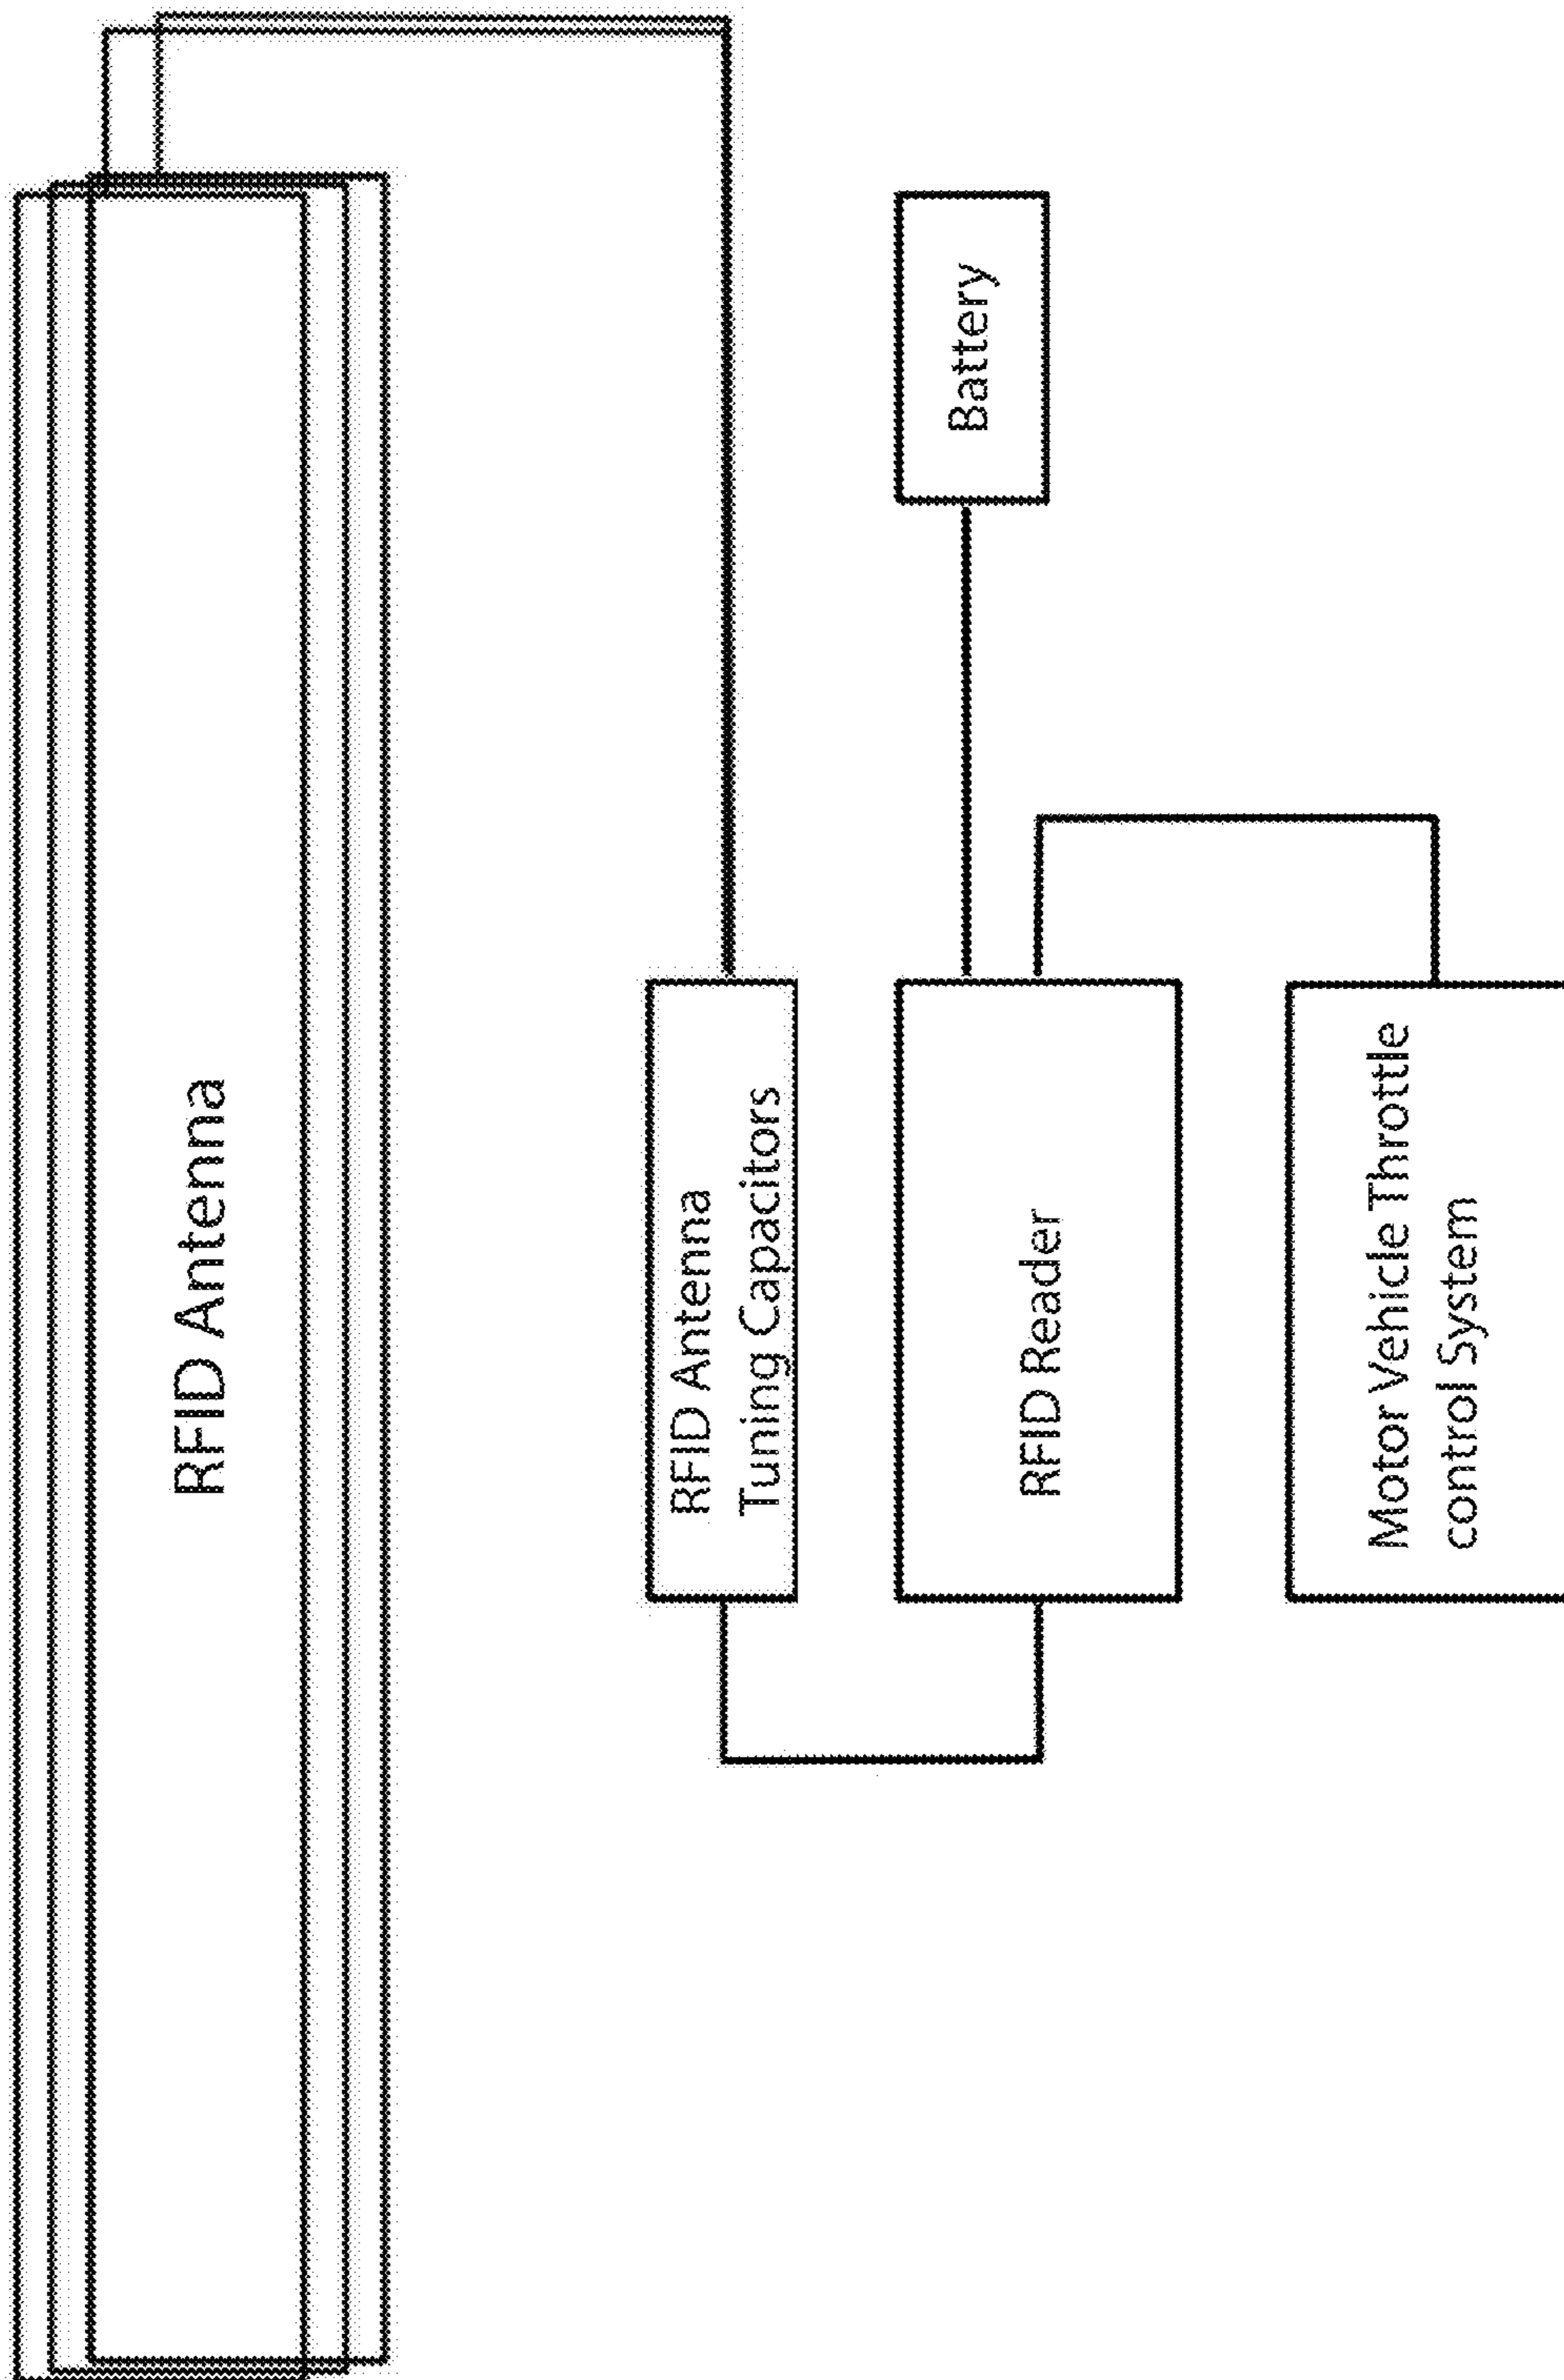 RFID Antenna
RFID Antenna
Tuning Capacitors
Battery
RFID Reader
Motor Vehicle Throttle
control System